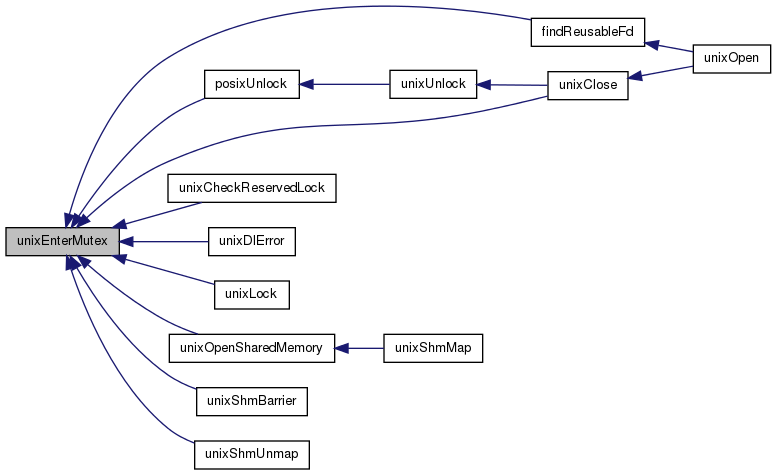 findReusableFd
unixOpen
posixUnlock
unixUnlock
unixClose
unixCheckReservedLock
unixEnterMutex
unixDlError
unixLock
unixOpenSharedMemory
unixShmMap
unixShmBarrier
unixShmUnmap